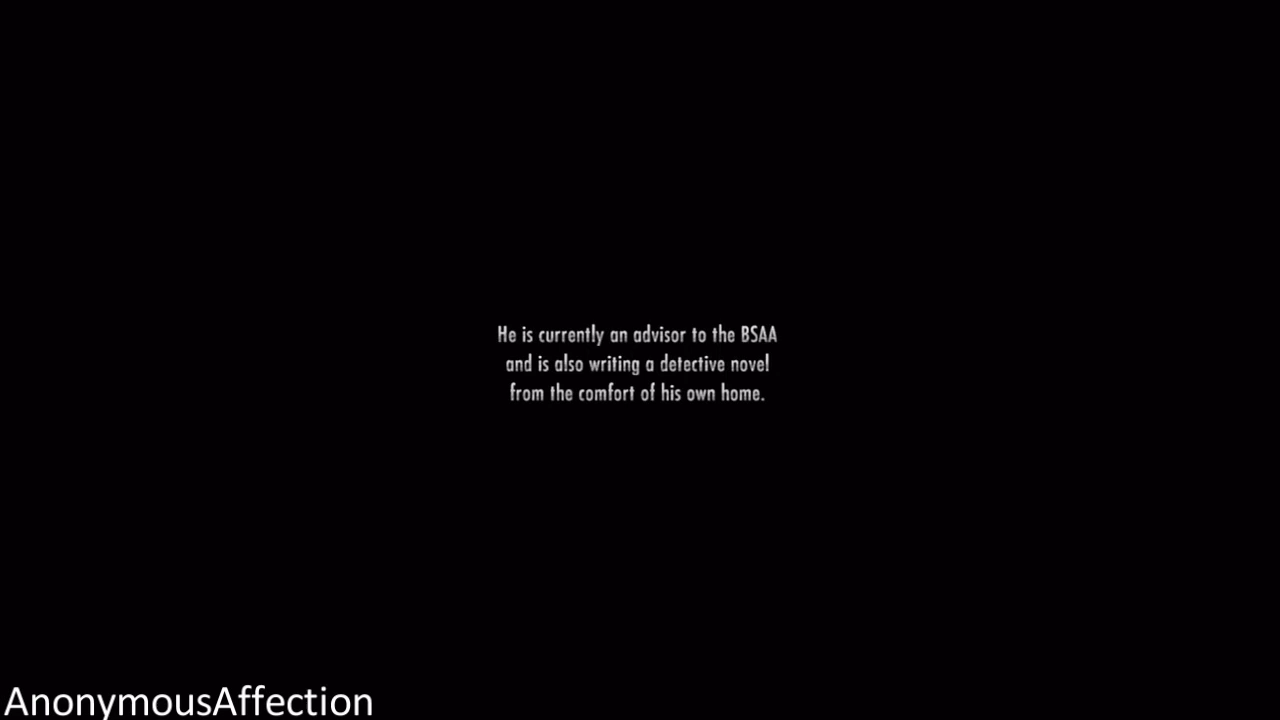 He is currently an advisor to the BSAA
and is also writing a detective novel
from the comfort of his own home.
AnonymousAffection